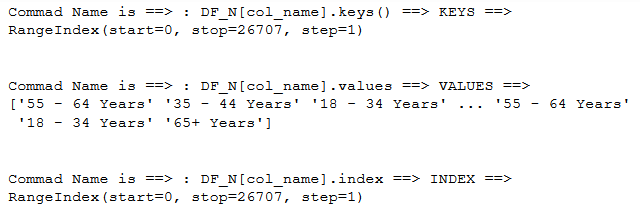 Commad Name is ==> : DF_N[col_name].keys() ==> KEYS ==>
RangeIndex(start=0, stop=26707, step=1)
Commad Name is ==> : DF_N[col_name].values ==> VALUES ==>
['55 - 64 Years' '35 - 44 Years' '18 - 34 Years' ... '55 - 64 Years'
'18 - 34 Years' '65+ Years']
Commad Name is ==> : DF_N[col_name].index ==> INDEX ==>
RangeIndex(start=0, stop=26707, step=1)